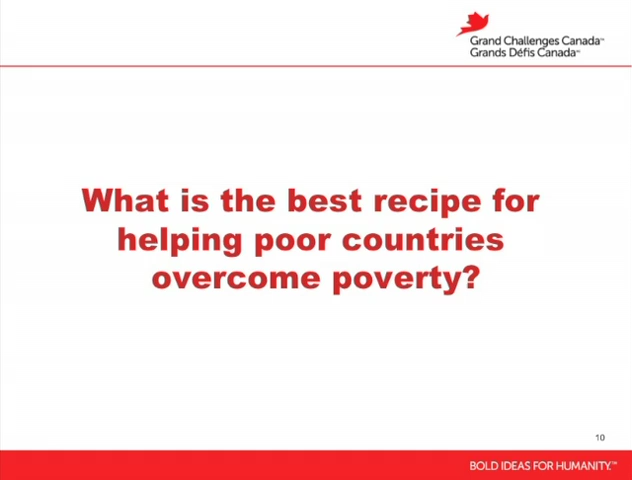 Grand Challenges Canada™
Grands Défis Canada™
What is the best recipe for
helping poor countries
overcome poverty?
10
BOLD IDEAS FOR HUMANITY.™